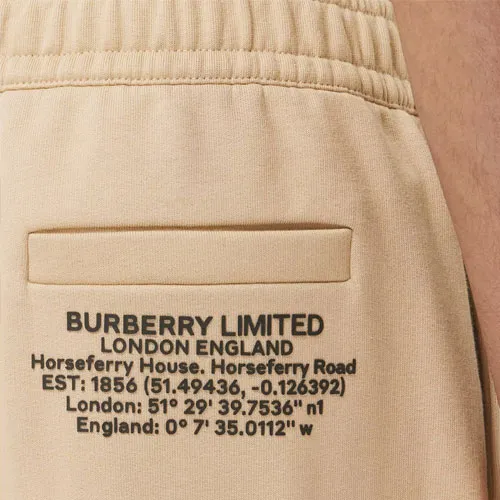 BURBERRY LIMITED
LONDON ENGLAND
Horseferry House. Horseferry Road
EST: 1856 (51.49436, -0.126392)
London: 51° 29' 39.7536" n1
England: 0° 7' 35.0112" w